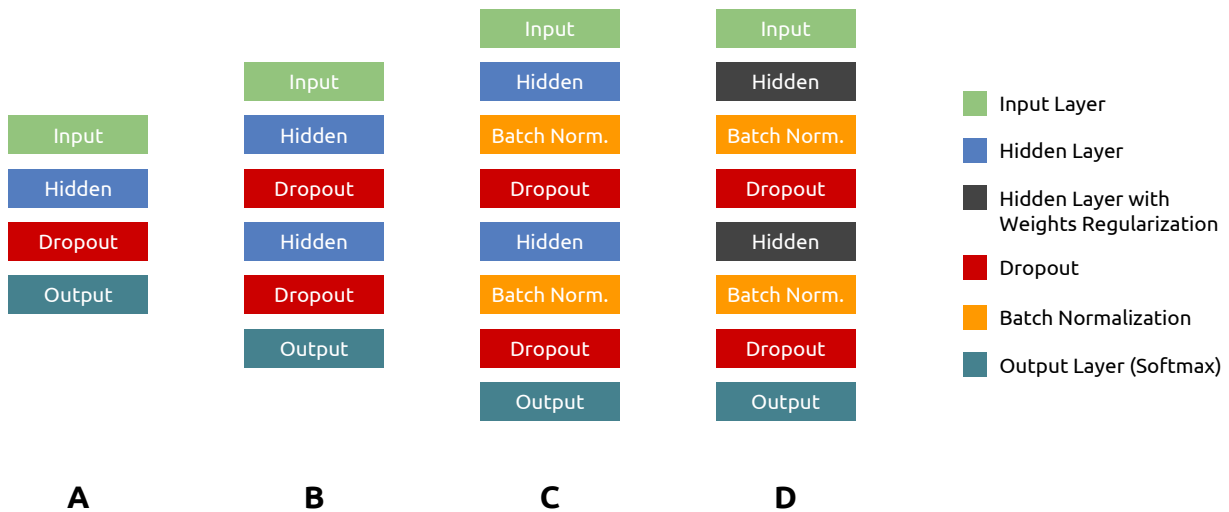 Input
Hidden
Dropout
Output
A
Input
Hidden
Dropout
Hidden
Dropout
Output
B
Input
Hidden
Batch Norm.
Dropout
Hidden
Batch Norm.
Dropout
Output
C
Input
Hidden
Batch Norm.
Dropout
Hidden
Batch Norm.
Dropout
Output
D
Input Layer
Hidden Layer
Hidden Layer with
Weights Regularization
Dropout
Batch Normalization
Output Layer (Softmax)